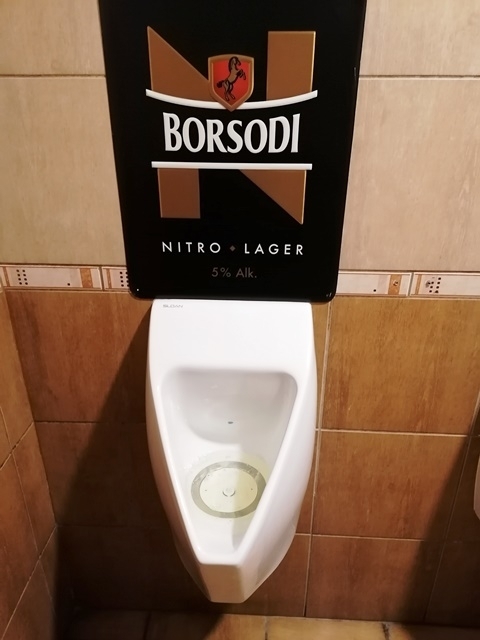 N
BORSODI
NITRO • LAGER
5% Alk.